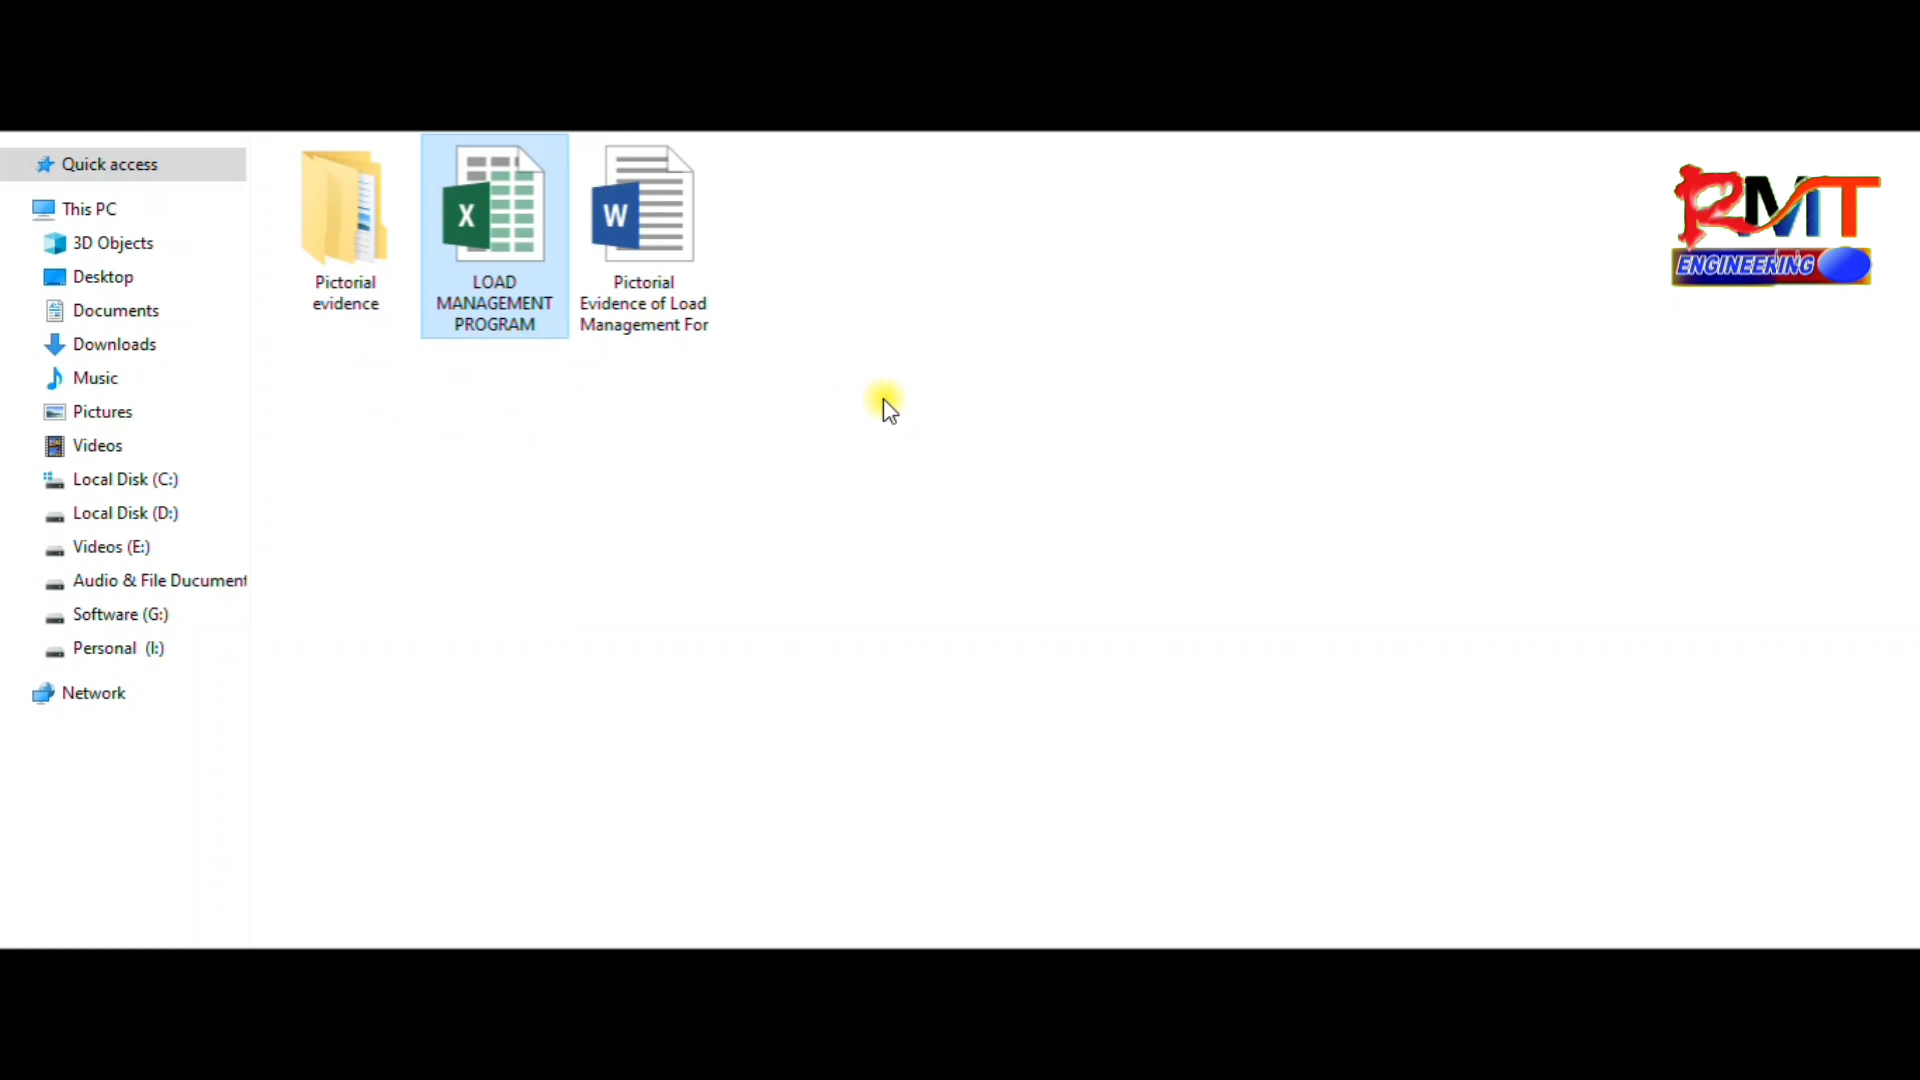 Quick access
This PC
3D Objects
Desktop
Documents
Downloads
Music
Pictures
Videos
Local Disk (C:)
Local Disk (D:)
Videos (E:)
Audio & File Ducument
Software (G:)
Personal (I:)
Network
X
Pictorial
evidence
LOAD
MANAGEMENT
PROGRAM
W
Pictorial
Evidence of Load
Management For
RMT
ENGINEERING